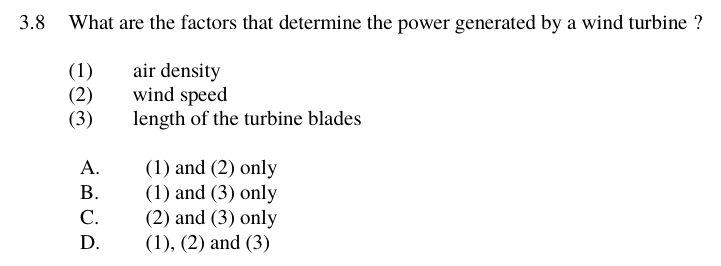 3.8 What are the factors that determine the power generated by a wind turbine ?
(1) air density
(2) wind speed
(3) length of the turbine blades
A. (1) and (2) only
B. (1) and (3) only
C. (2) and (3) only
D. (1), (2) and (3)